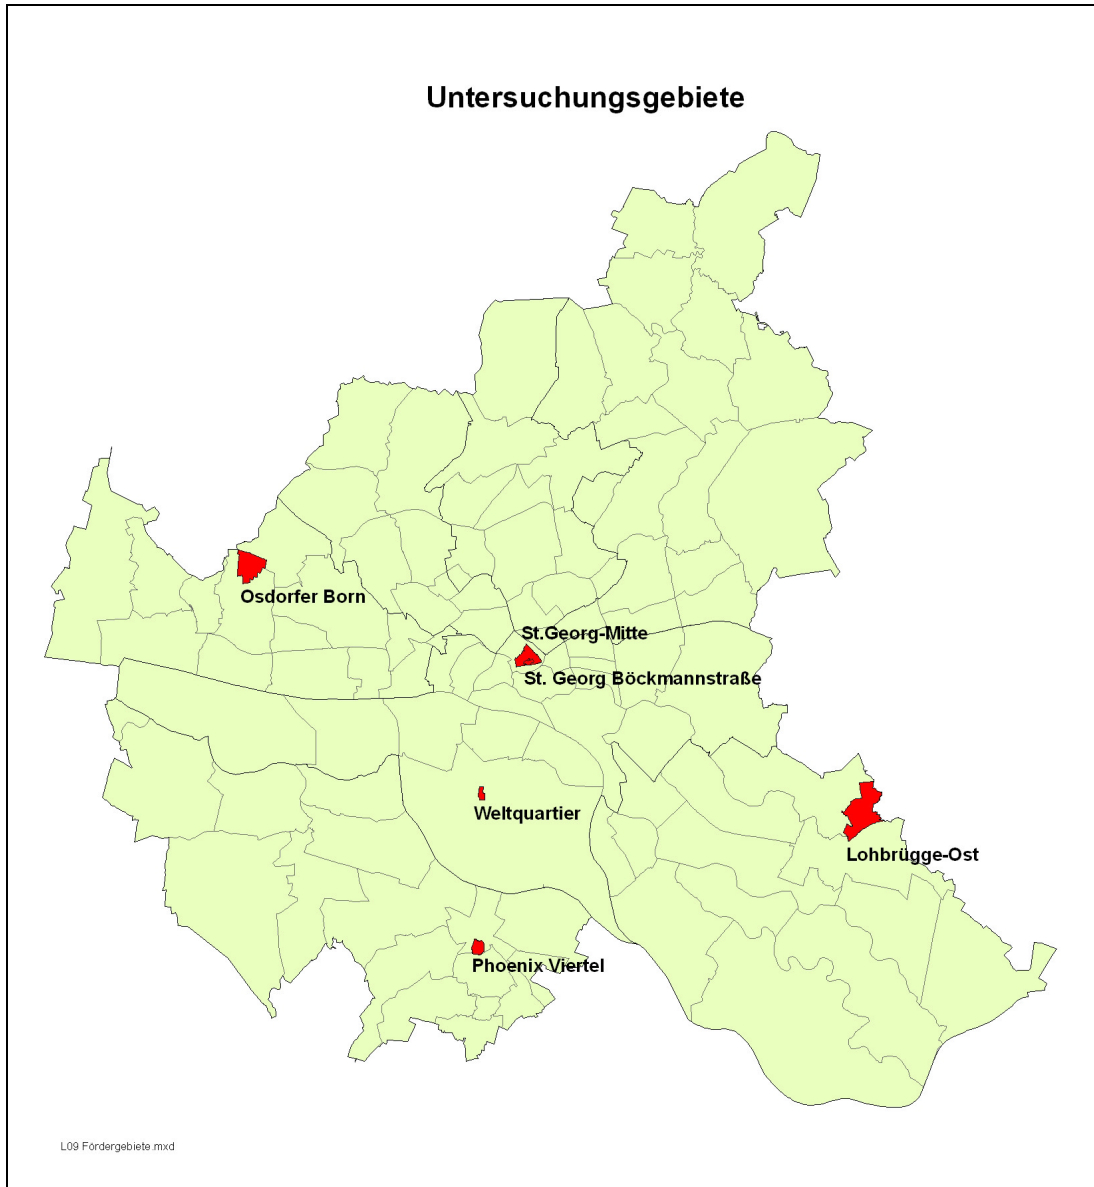 Untersuchungsgebiete
Osdorfer Born
St.Georg-Mitte
St. Georg Böckmannstraße
Weltquartier
Lohbrügge-Ost
Phoenix Viertel
L09 Fördergebiete.mxd